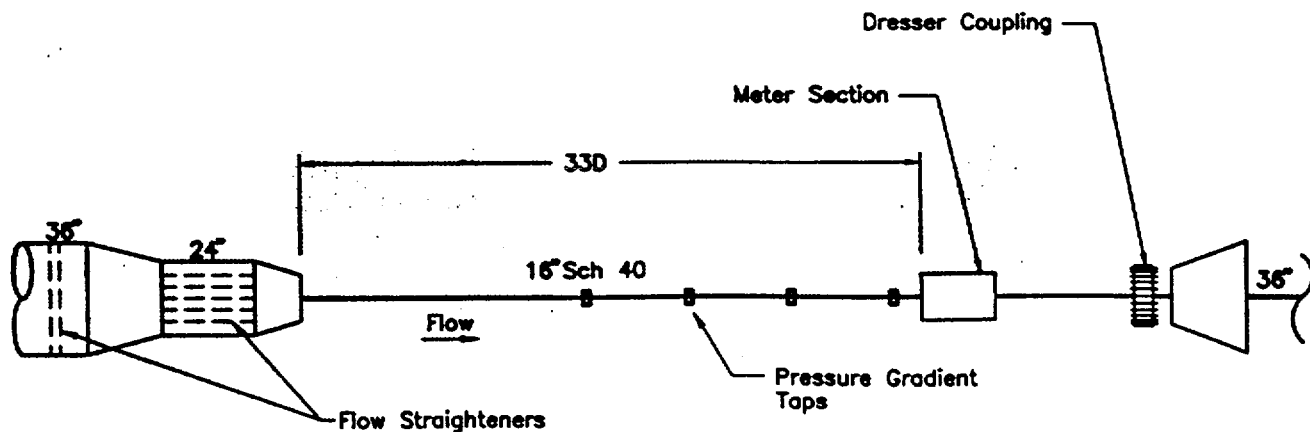 Dresser Coupling
Meter Section
33D
36"
24"
16"Sch 40
36"
Flow
Pressure Gradient
Taps
Flow Straighteners